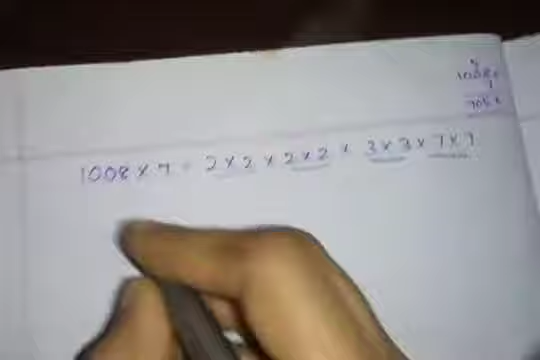 1008 × 7 = 2 × 2 × 2 × 2 × 3 × 3 × 7 × 7